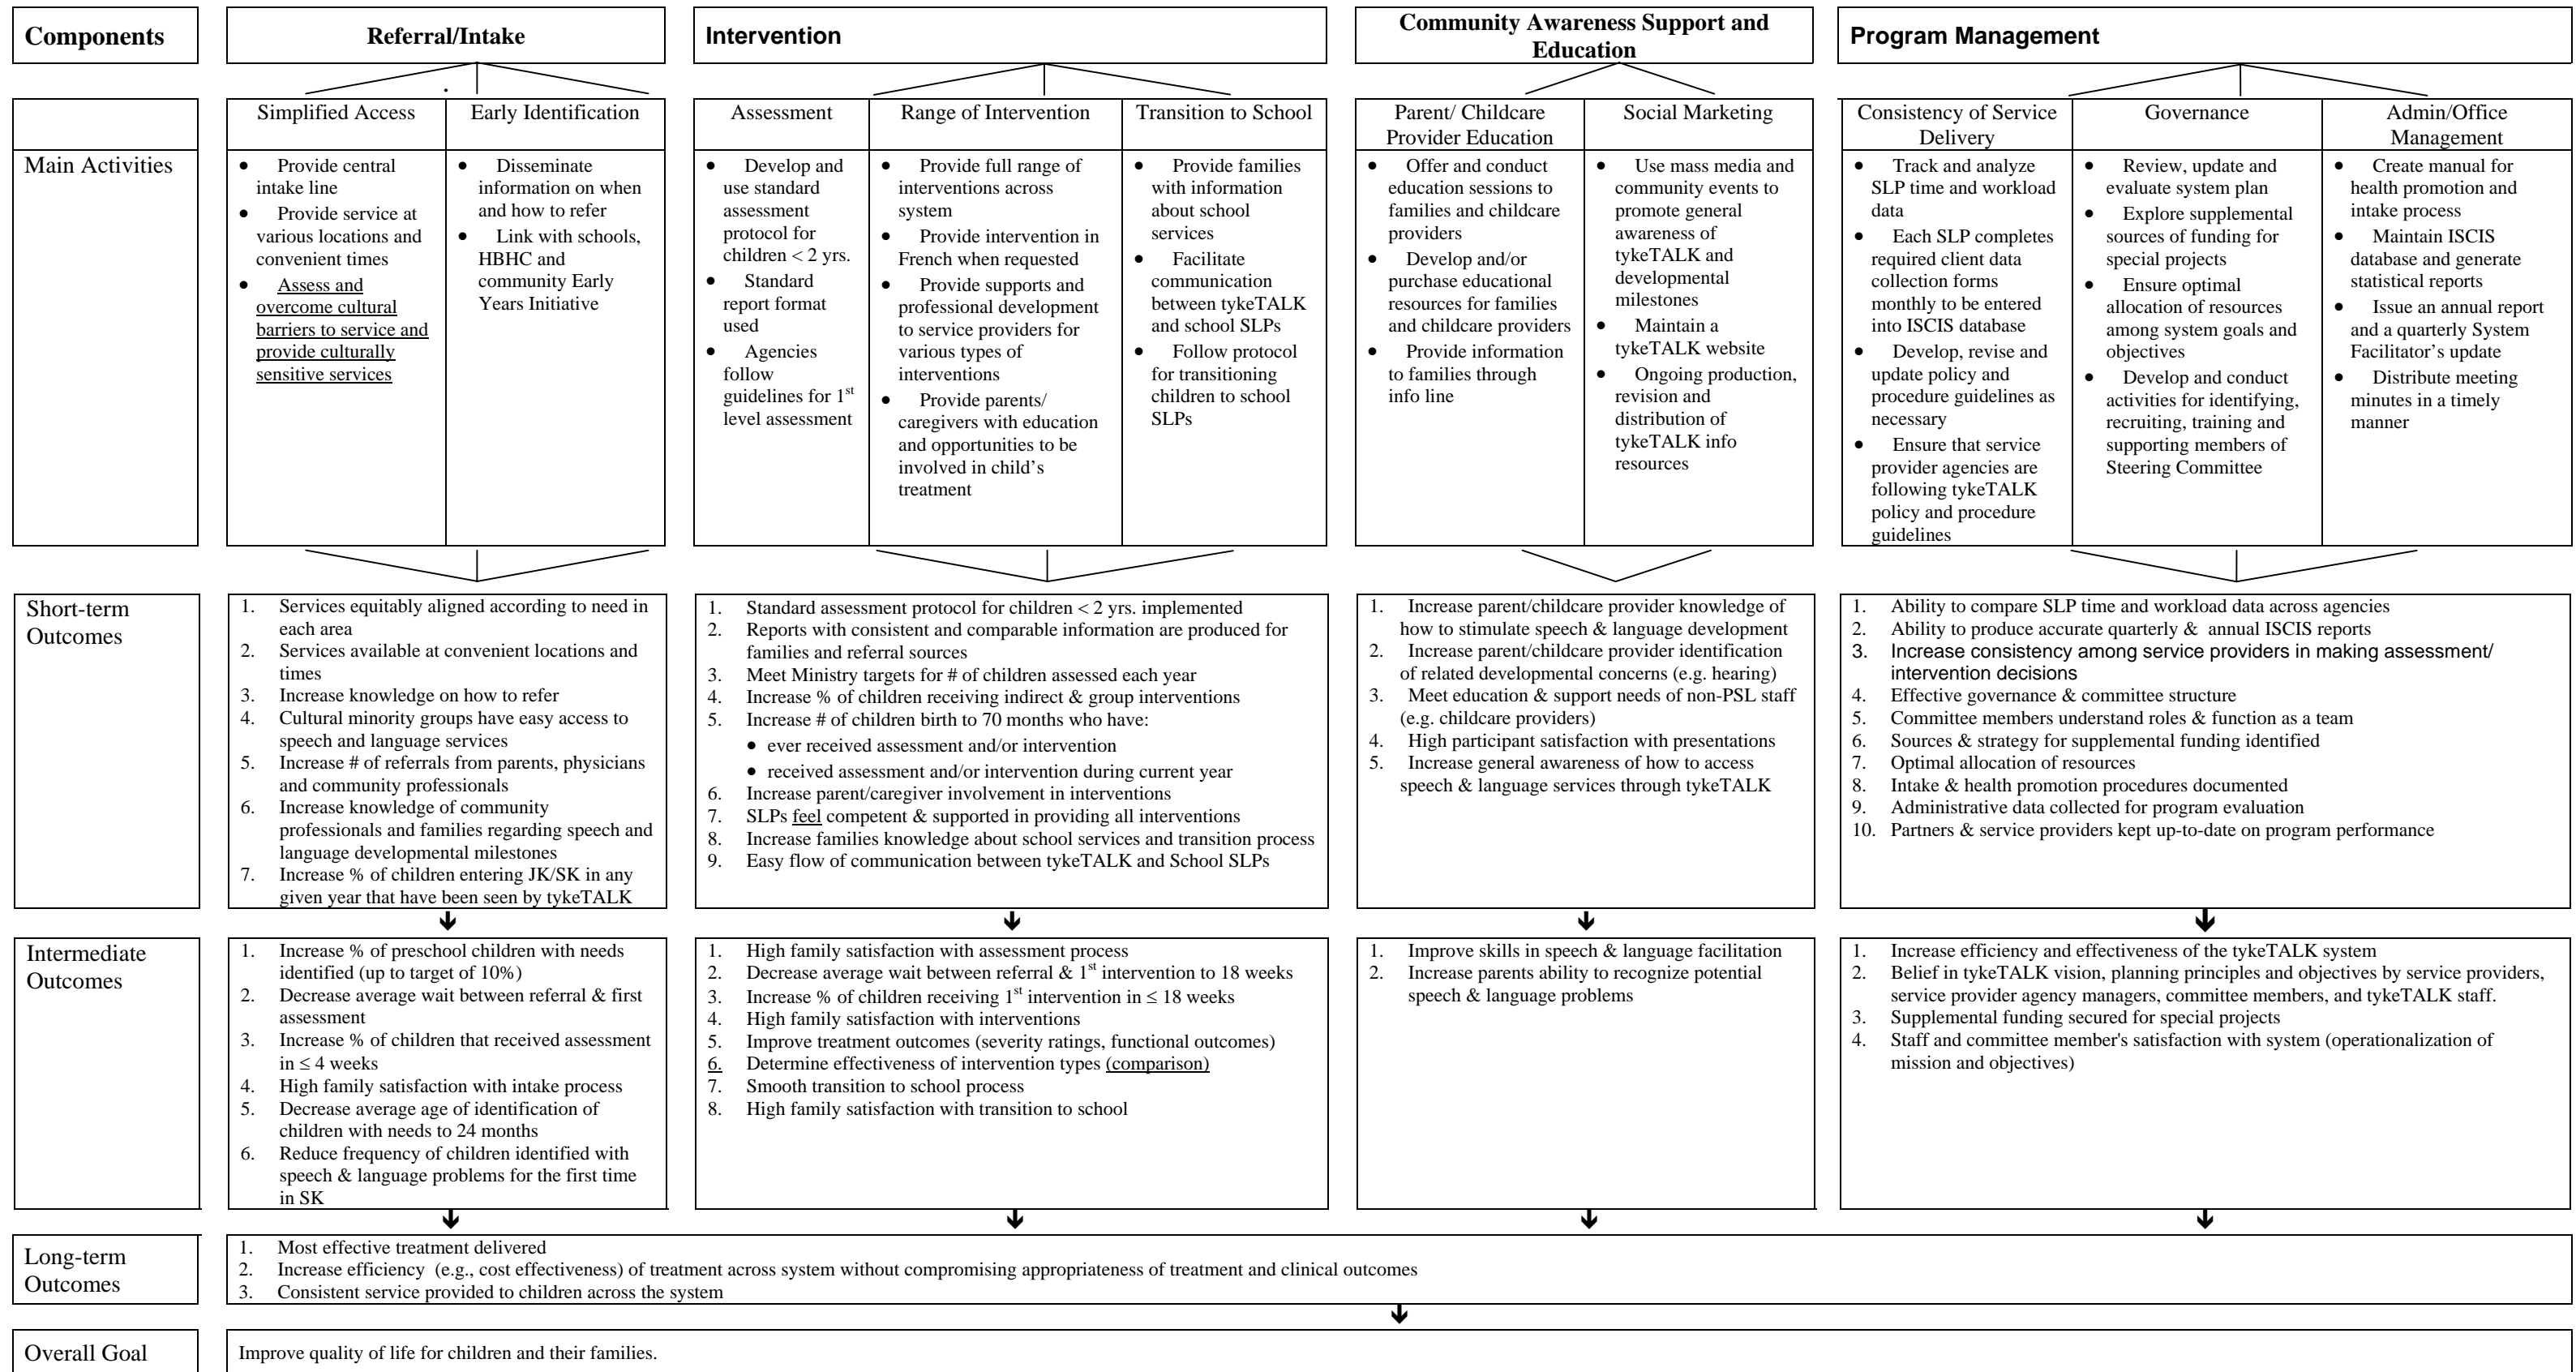 Components
Referral/Intake
Intervention
Community Awareness Support and
Education
Program Management
Simplified Access
Early Identification
Assessment
Range of Intervention
Transition to School
Parent/ Childcare
Provider Education
Social Marketing
Consistency of Service
Delivery
Governance
Admin/Office
Management
Main Activities
• Provide central
intake line
• Provide service at
various locations and
convenient times
• Assess and
overcome cultural
barriers to service and
provide culturally
sensitive services
• Disseminate
information on when
and how to refer
• Link with schools,
HBHC and
community Early
Years Initiative
• Develop and
use standard
assessment
protocol for
children < 2 yrs.
• Standard
report format
used
• Agencies
follow
guidelines for 1st
level assessment
• Provide full range of
interventions across
system
• Provide intervention in
French when requested
• Provide supports and
professional development
to service providers for
various types of
interventions
• Provide parents/
caregivers with education
and opportunities to be
involved in child's
treatment
• Provide families
with information
about school
services
• Facilitate
communication
between tykeTALK
and school SLPs
• Follow protocol
for transitioning
children to school
SLPs
• Offer and conduct
education sessions to
families and childcare
providers
• Develop and/or
purchase educational
resources for families
and childcare providers
• Provide information
to families through
info line
• Use mass media and
community events to
promote general
awareness of
tykeTALK and
developmental
milestones
• Maintain a
tykeTALK website
• Ongoing production,
revision and
distribution of
tykeTALK info
resources
• Track and analyze
SLP time and workload
data
• Each SLP completes
required client data
collection forms
monthly to be entered
into ISCIS database
• Develop, revise and
update policy and
procedure guidelines as
necessary
• Ensure that service
provider agencies are
following tykeTALK
policy and procedure
guidelines
• Review, update and
evaluate system plan
• Explore supplemental
sources of funding for
special projects
• Ensure optimal
allocation of resources
among system goals and
objectives
• Develop and conduct
activities for identifying,
recruiting, training and
supporting members of
Steering Committee
• Create manual for
health promotion and
intake process
• Maintain ISCIS
database and generate
statistical reports
• Issue an annual report
and a quarterly System
Facilitator's update
• Distribute meeting
minutes in a timely
manner
Short-term
Outcomes
1. Services equitably aligned according to need in
each area
2. Services available at convenient locations and
times
3. Increase knowledge on how to refer
4. Cultural minority groups have easy access to
speech and language services
5. Increase # of referrals from parents, physicians
and community professionals
6. Increase knowledge of community
professionals and families regarding speech and
language developmental milestones
7. Increase % of children entering JK/SK in any
given year that have been seen by tykeTALK
1. Standard assessment protocol for children < 2 yrs. implemented
2. Reports with consistent and comparable information are produced for
families and referral sources
3. Meet Ministry targets for # of children assessed each year
4. Increase % of children receiving indirect & group interventions
5. Increase # of children birth to 70 months who have:
• ever received assessment and/or intervention
• received assessment and/or intervention during current year
6. Increase parent/caregiver involvement in interventions
7. SLPs feel competent & supported in providing all interventions
8. Increase families knowledge about school services and transition process
9. Easy flow of communication between tykeTALK and School SLPs
1. Increase parent/childcare provider knowledge of
how to stimulate speech & language development
2. Increase parent/childcare provider identification
of related developmental concerns (e.g. hearing)
3. Meet education & support needs of non-PSL staff
(e.g. childcare providers)
4. High participant satisfaction with presentations
5. Increase general awareness of how to access
speech & language services through tykeTALK
1. Ability to compare SLP time and workload data across agencies
2. Ability to produce accurate quarterly & annual ISCIS reports
3. Increase consistency among service providers in making assessment/
intervention decisions
4. Effective governance & committee structure
5. Committee members understand roles & function as a team
6. Sources & strategy for supplemental funding identified
7. Optimal allocation of resources
8. Intake & health promotion procedures documented
9. Administrative data collected for program evaluation
10. Partners & service providers kept up-to-date on program performance
Intermediate
Outcomes
1. Increase % of preschool children with needs
identified (up to target of 10%)
2. Decrease average wait between referral & first
assessment
3. Increase % of children that received assessment
in ≤ 4 weeks
4. High family satisfaction with intake process
5. Decrease average age of identification of
children with needs to 24 months
6. Reduce frequency of children identified with
speech & language problems for the first time
in SK
1. High family satisfaction with assessment process
2. Decrease average wait between referral & 1st intervention to 18 weeks
3. Increase % of children receiving 1st intervention in ≤ 18 weeks
4. High family satisfaction with interventions
5. Improve treatment outcomes (severity ratings, functional outcomes)
6. Determine effectiveness of intervention types (comparison)
7. Smooth transition to school process
8. High family satisfaction with transition to school
1. Improve skills in speech & language facilitation
2. Increase parents ability to recognize potential
speech & language problems
1. Increase efficiency and effectiveness of the tykeTALK system
2. Belief in tykeTALK vision, planning principles and objectives by service providers,
service provider agency managers, committee members, and tykeTALK staff.
3. Supplemental funding secured for special projects
4. Staff and committee member's satisfaction with system (operationalization of
mission and objectives)
Long-term
Outcomes
1. Most effective treatment delivered
2. Increase efficiency (e.g., cost effectiveness) of treatment across system without compromising appropriateness of treatment and clinical outcomes
3. Consistent service provided to children across the system
Overall Goal
Improve quality of life for children and their families.